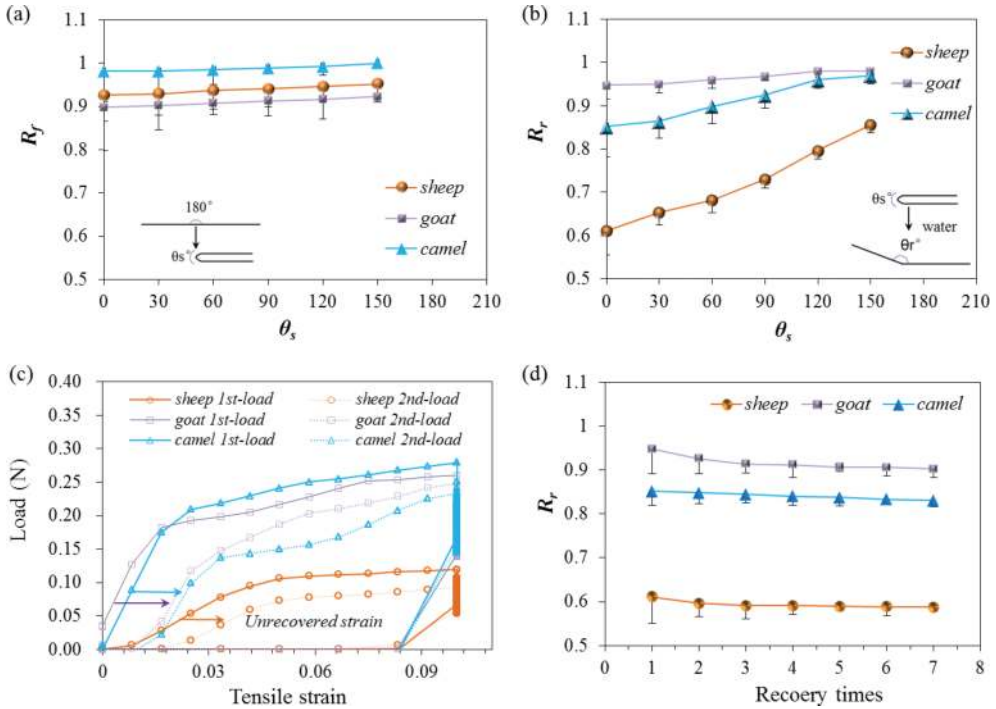 (a)
1.1
1
0.9
0.8
0.7
0.6
0.5
R_f
sheep
goat
camel
180°
θs°
0 30 60 90 120 150 180 210
θ_s
(b)
1.1
1
0.9
0.8
0.7
0.6
0.5
R_r
sheep
goat
camel
θs°
water
θr°
0 30 60 90 120 150 180 210
θ_s
(c)
0.40
0.35
0.30
0.25
0.20
0.15
0.10
0.05
0.00
Load (N)
sheep 1st-load sheep 2nd-load
goat 1st-load goat 2nd-load
camel 1st-load camel 2nd-load
Unrecovered strain
0 0.03 0.06 0.09
Tensile strain
(d)
1.1
1
0.9
0.8
0.7
0.6
0.5
R_r
sheep goat camel
0 1 2 3 4 5 6 7 8
Recoery times